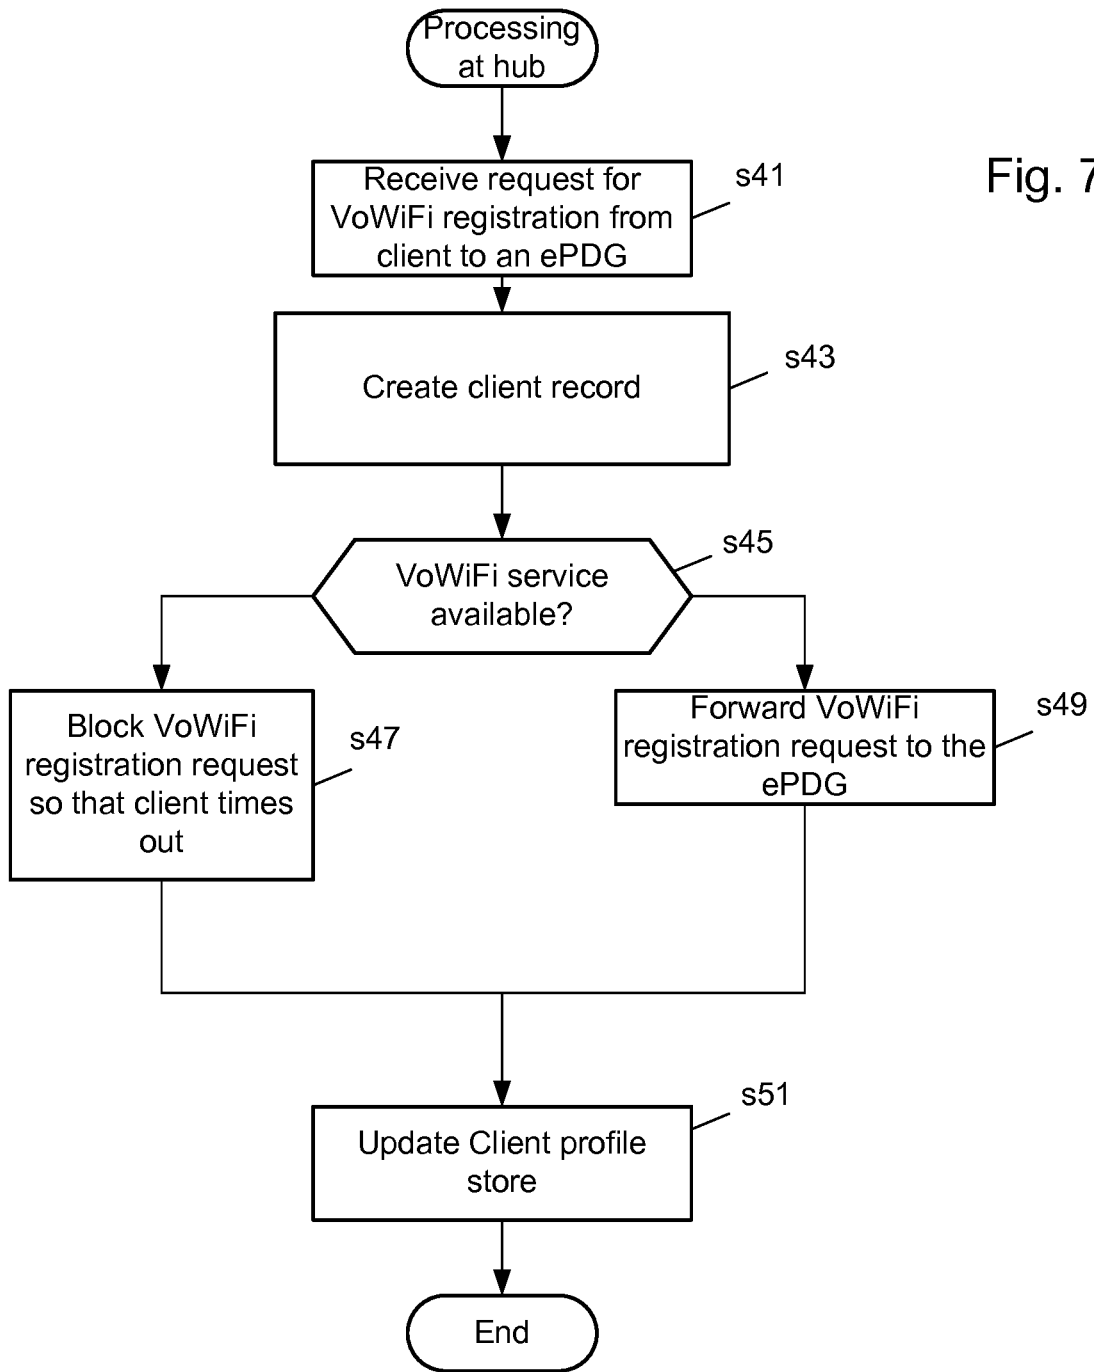 Processing
at hub
Fig. 7
Receive request for
VoWiFi registration from
client to an ePDG
s41
Create client record
s43
VoWiFi service
available?
s45
Block VoWiFi
registration request
so that client times
out
s47
Forward VoWiFi
registration request to the
ePDG
s49
Update Client profile
store
s51
End